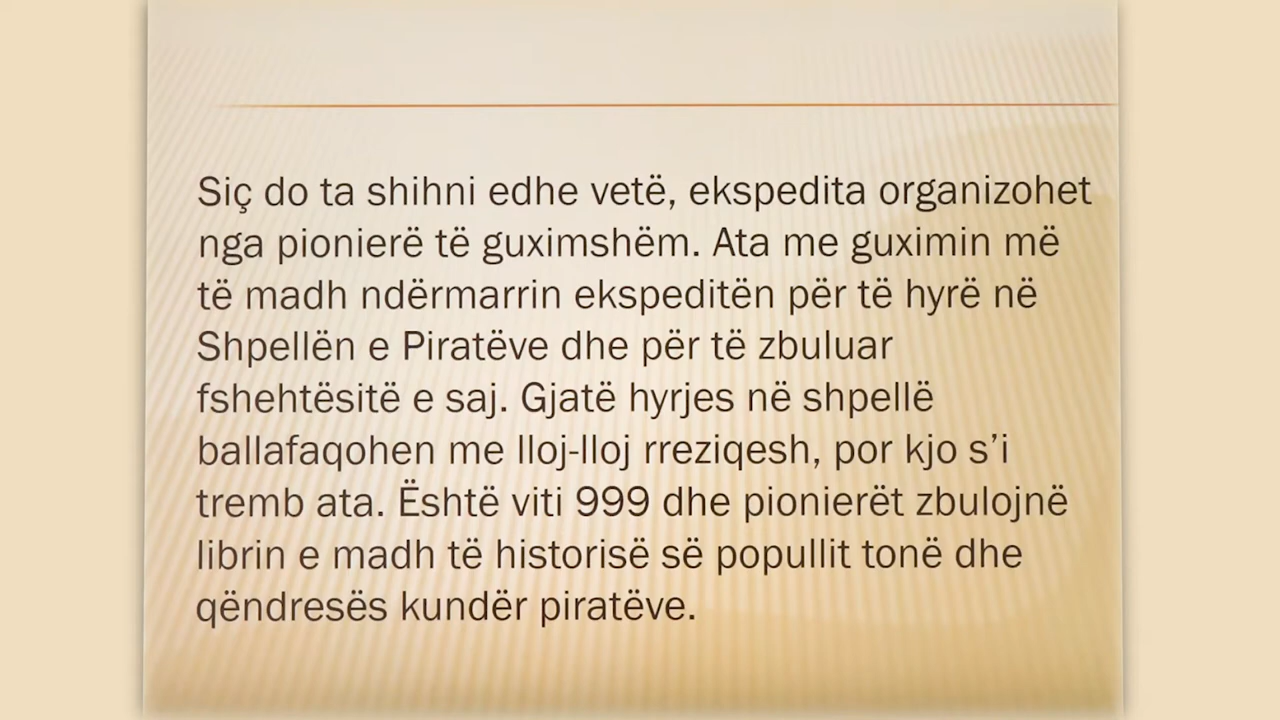 Siç do ta shihni edhe vetë, ekspedita organizohet
nga pionierë të guximshëm. Ata me guximin më
të madh ndërmarrin ekspeditën për të hyrë në
Shpellën e Piratëve dhe për të zbuluar
fshehtësitë e saj. Gjatë hyrjes në shpellë
ballafaqohen me lloj-lloj rreziqesh, por kjo s’i
tremb ata. Është viti 999 dhe pionierët zbulojnë
librin e madh të historisë së popullit tonë dhe
qëndresës kundër piratëve.